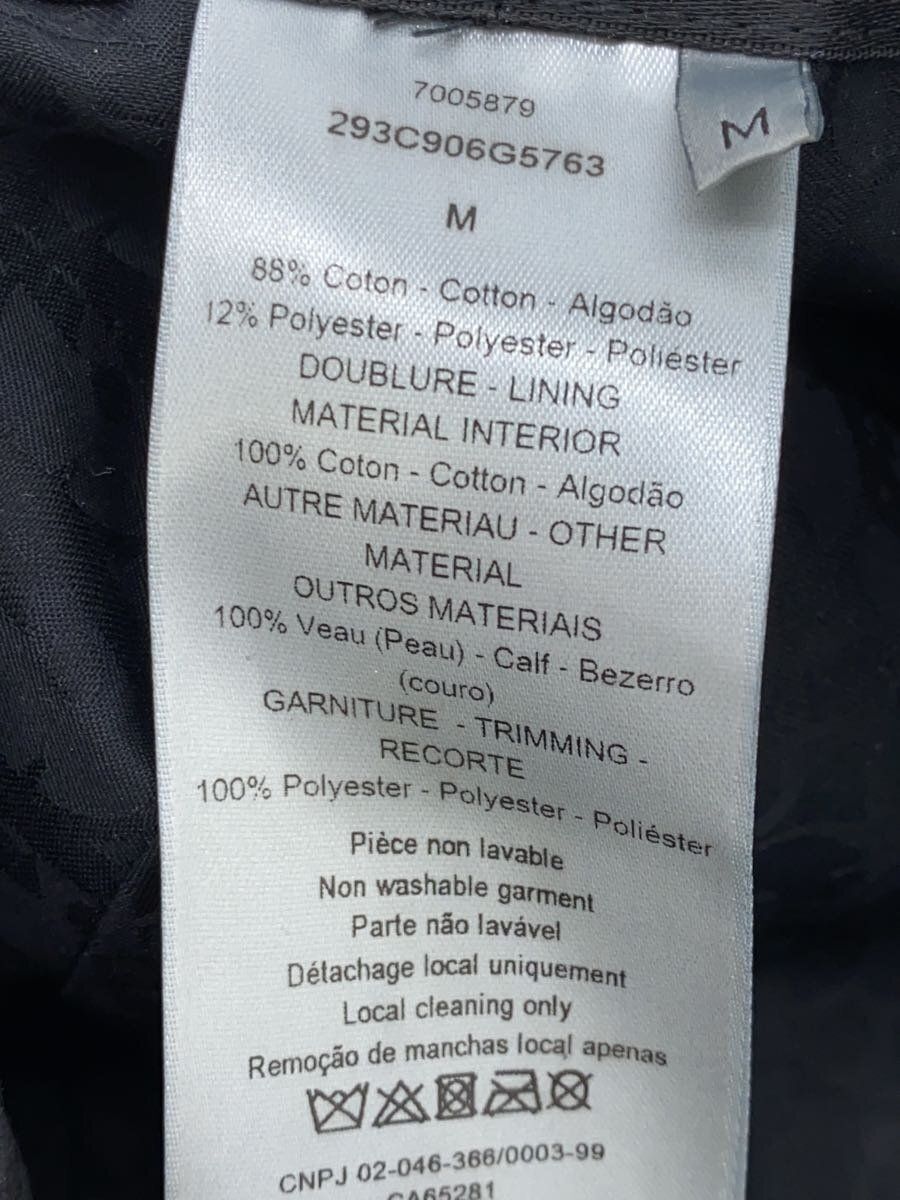 7005879
293C906G5763
M
M
88% Coton - Cotton - Algodão
12% Polyester - Polyester - Poliéster
DOUBLURE - LINING
MATERIAL INTERIOR
100% Coton - Cotton - Algodão
AUTRE MATERIAU - OTHER
MATERIAL
OUTROS MATERIAIS
100% Veau (Peau) - Calf - Bezerro
(couro)
GARNITURE - TRIMMING -
RECORTE
100% Polyester - Polyester - Poliéster
Pièce non lavable
Non washable garment
Parte não lavável
Détachage local uniquement
Local cleaning only
Remoção de manchas local apenas
CNPJ 02-046-366/0003-99
CA65281